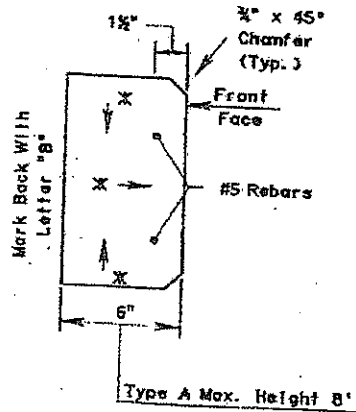 1½"
¾" x 45°
Chamfer
(Typ.)
Front
Face
Mark Back With
Letter "B"
#5 Rebars
6"
Type A Max. Height 8'